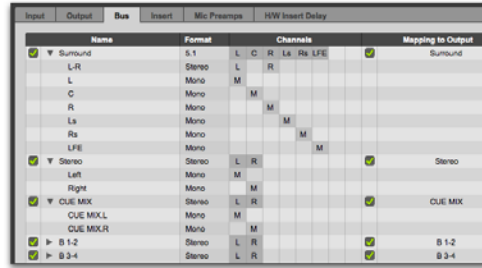 Input Output Bus Insert Mic Preamps H/W Insert Delay
Name Format Channels Mapping to Output
Surround 5.1 L C R Ls Rs LFE Surround
L-R Stereo L R
L Mono M
C Mono M
R Mono M
Ls Mono M
Rs Mono M
LFE Mono M
Stereo Stereo L R Stereo
Left Mono M
Right Mono M
CUE MIX Stereo L R CUE MIX
CUE MIX.L Mono M
CUE MIX.R Mono M
B 1-2 Stereo L R B 1-2
B 3-4 Stereo L R B 3-4